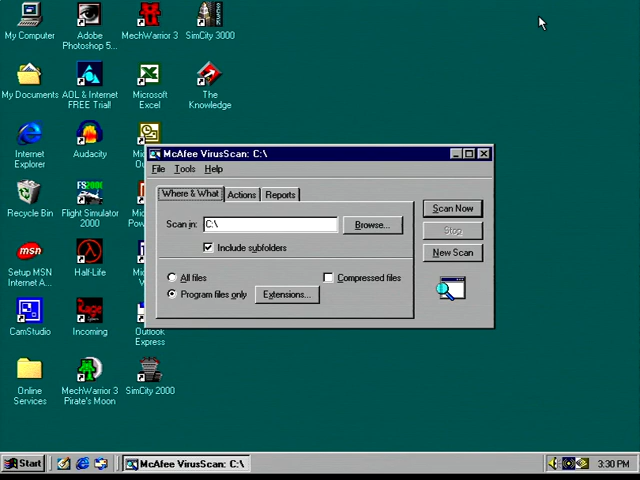 My Computer
Adobe
Photoshop 5...
MechWarrior 3
SimCity 3000
My Documents
AOL & Internet
FREE Trial!
Microsoft
Excel
The
Knowledge
Internet
Explorer
Audacity
Recycle Bin
Flight Simulator
2000
msn
Setup MSN
Internet A...
Half-Life
CamStudio
Incoming
Outlook
Express
Online
Services
MechWarrior 3
Pirate's Moon
SimCity 2000
McAfee VirusScan: C:\
File Tools Help
Where & What Actions Reports
Scan in: C:\ Browse...
Include subfolders
All files
Compressed files
Program files only Extensions...
Scan Now
Stop
New Scan
Start
McAfee VirusScan: C:\
3:30 PM